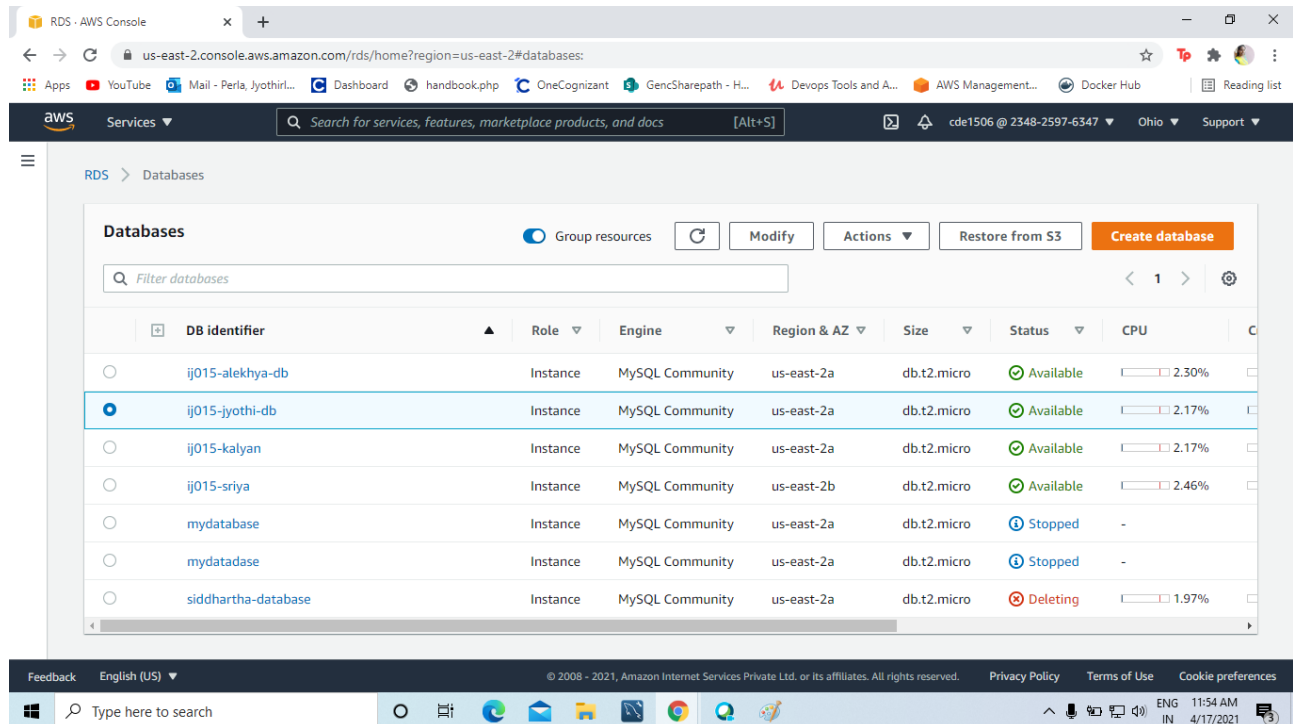 RDS · AWS Console
us-east-2.console.aws.amazon.com/rds/home?region=us-east-2#databases:
Tp
Apps YouTube Mail - Perla, Jyothirl... Dashboard handbook.php OneCognizant GencSharepath - H... Devops Tools and A... AWS Management... Docker Hub Reading list
aws Services Search for services, features, marketplace products, and docs [Alt+S] cde1506 @ 2348-2597-6347 Ohio Support
RDS > Databases
Databases Group resources Modify Actions Restore from S3 Create database
Filter databases 1
DB identifier Role Engine Region & AZ Size Status CPU
ij015-alekhya-db Instance MySQL Community us-east-2a db.t2.micro Available 2.30%
ij015-jyothi-db Instance MySQL Community us-east-2a db.t2.micro Available 2.17%
ij015-kalyan Instance MySQL Community us-east-2a db.t2.micro Available 2.17%
ij015-sriya Instance MySQL Community us-east-2b db.t2.micro Available 2.46%
mydatabase Instance MySQL Community us-east-2a db.t2.micro Stopped -
mydatadase Instance MySQL Community us-east-2a db.t2.micro Stopped -
siddhartha-database Instance MySQL Community us-east-2a db.t2.micro Deleting 1.97%
Feedback English (US) © 2008 - 2021, Amazon Internet Services Private Ltd. or its affiliates. All rights reserved. Privacy Policy Terms of Use Cookie preferences
Type here to search ENG 11:54 AM
IN 4/17/2021 3